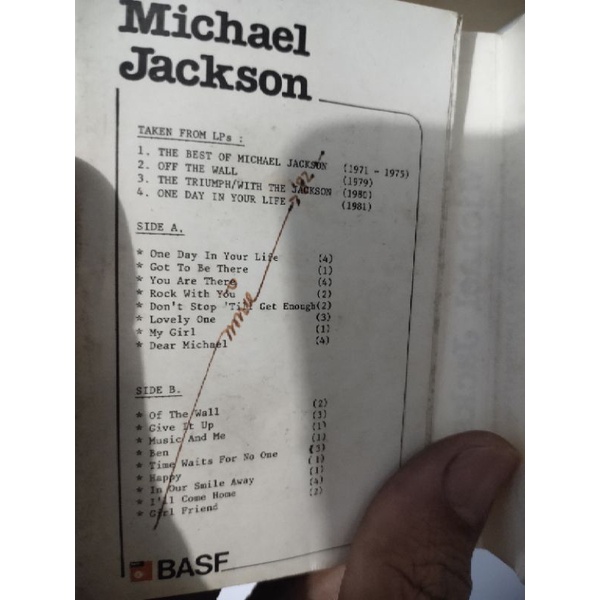 Michael
Jackson
TAKEN FROM LPs :
1. THE BEST OF MICHAEL JACKSON (1971 - 1975)
2. OFF THE WALL (1979)
3. THE TRIUMPH/WITH THE JACKSON (1980)
4. ONE DAY IN YOUR LIFE (1981)
SIDE A.
* One Day In Your Life (4)
* Got To Be There (1)
* You Are There (4)
* Rock With You (2)
* Don't Stop 'Till Get Enough (2)
* Lovely One (3)
* My Girl (1)
* Dear Michael (4)
SIDE B.
* Of The Wall (2)
* Give It Up (3)
* Music And Me (1)
* Ben (1)
* Time Waits For No One (3)
* Happy (1)
* In Our Smile Away (1)
* I'll Come Home (4)
* Girl Friend (2)
BASF